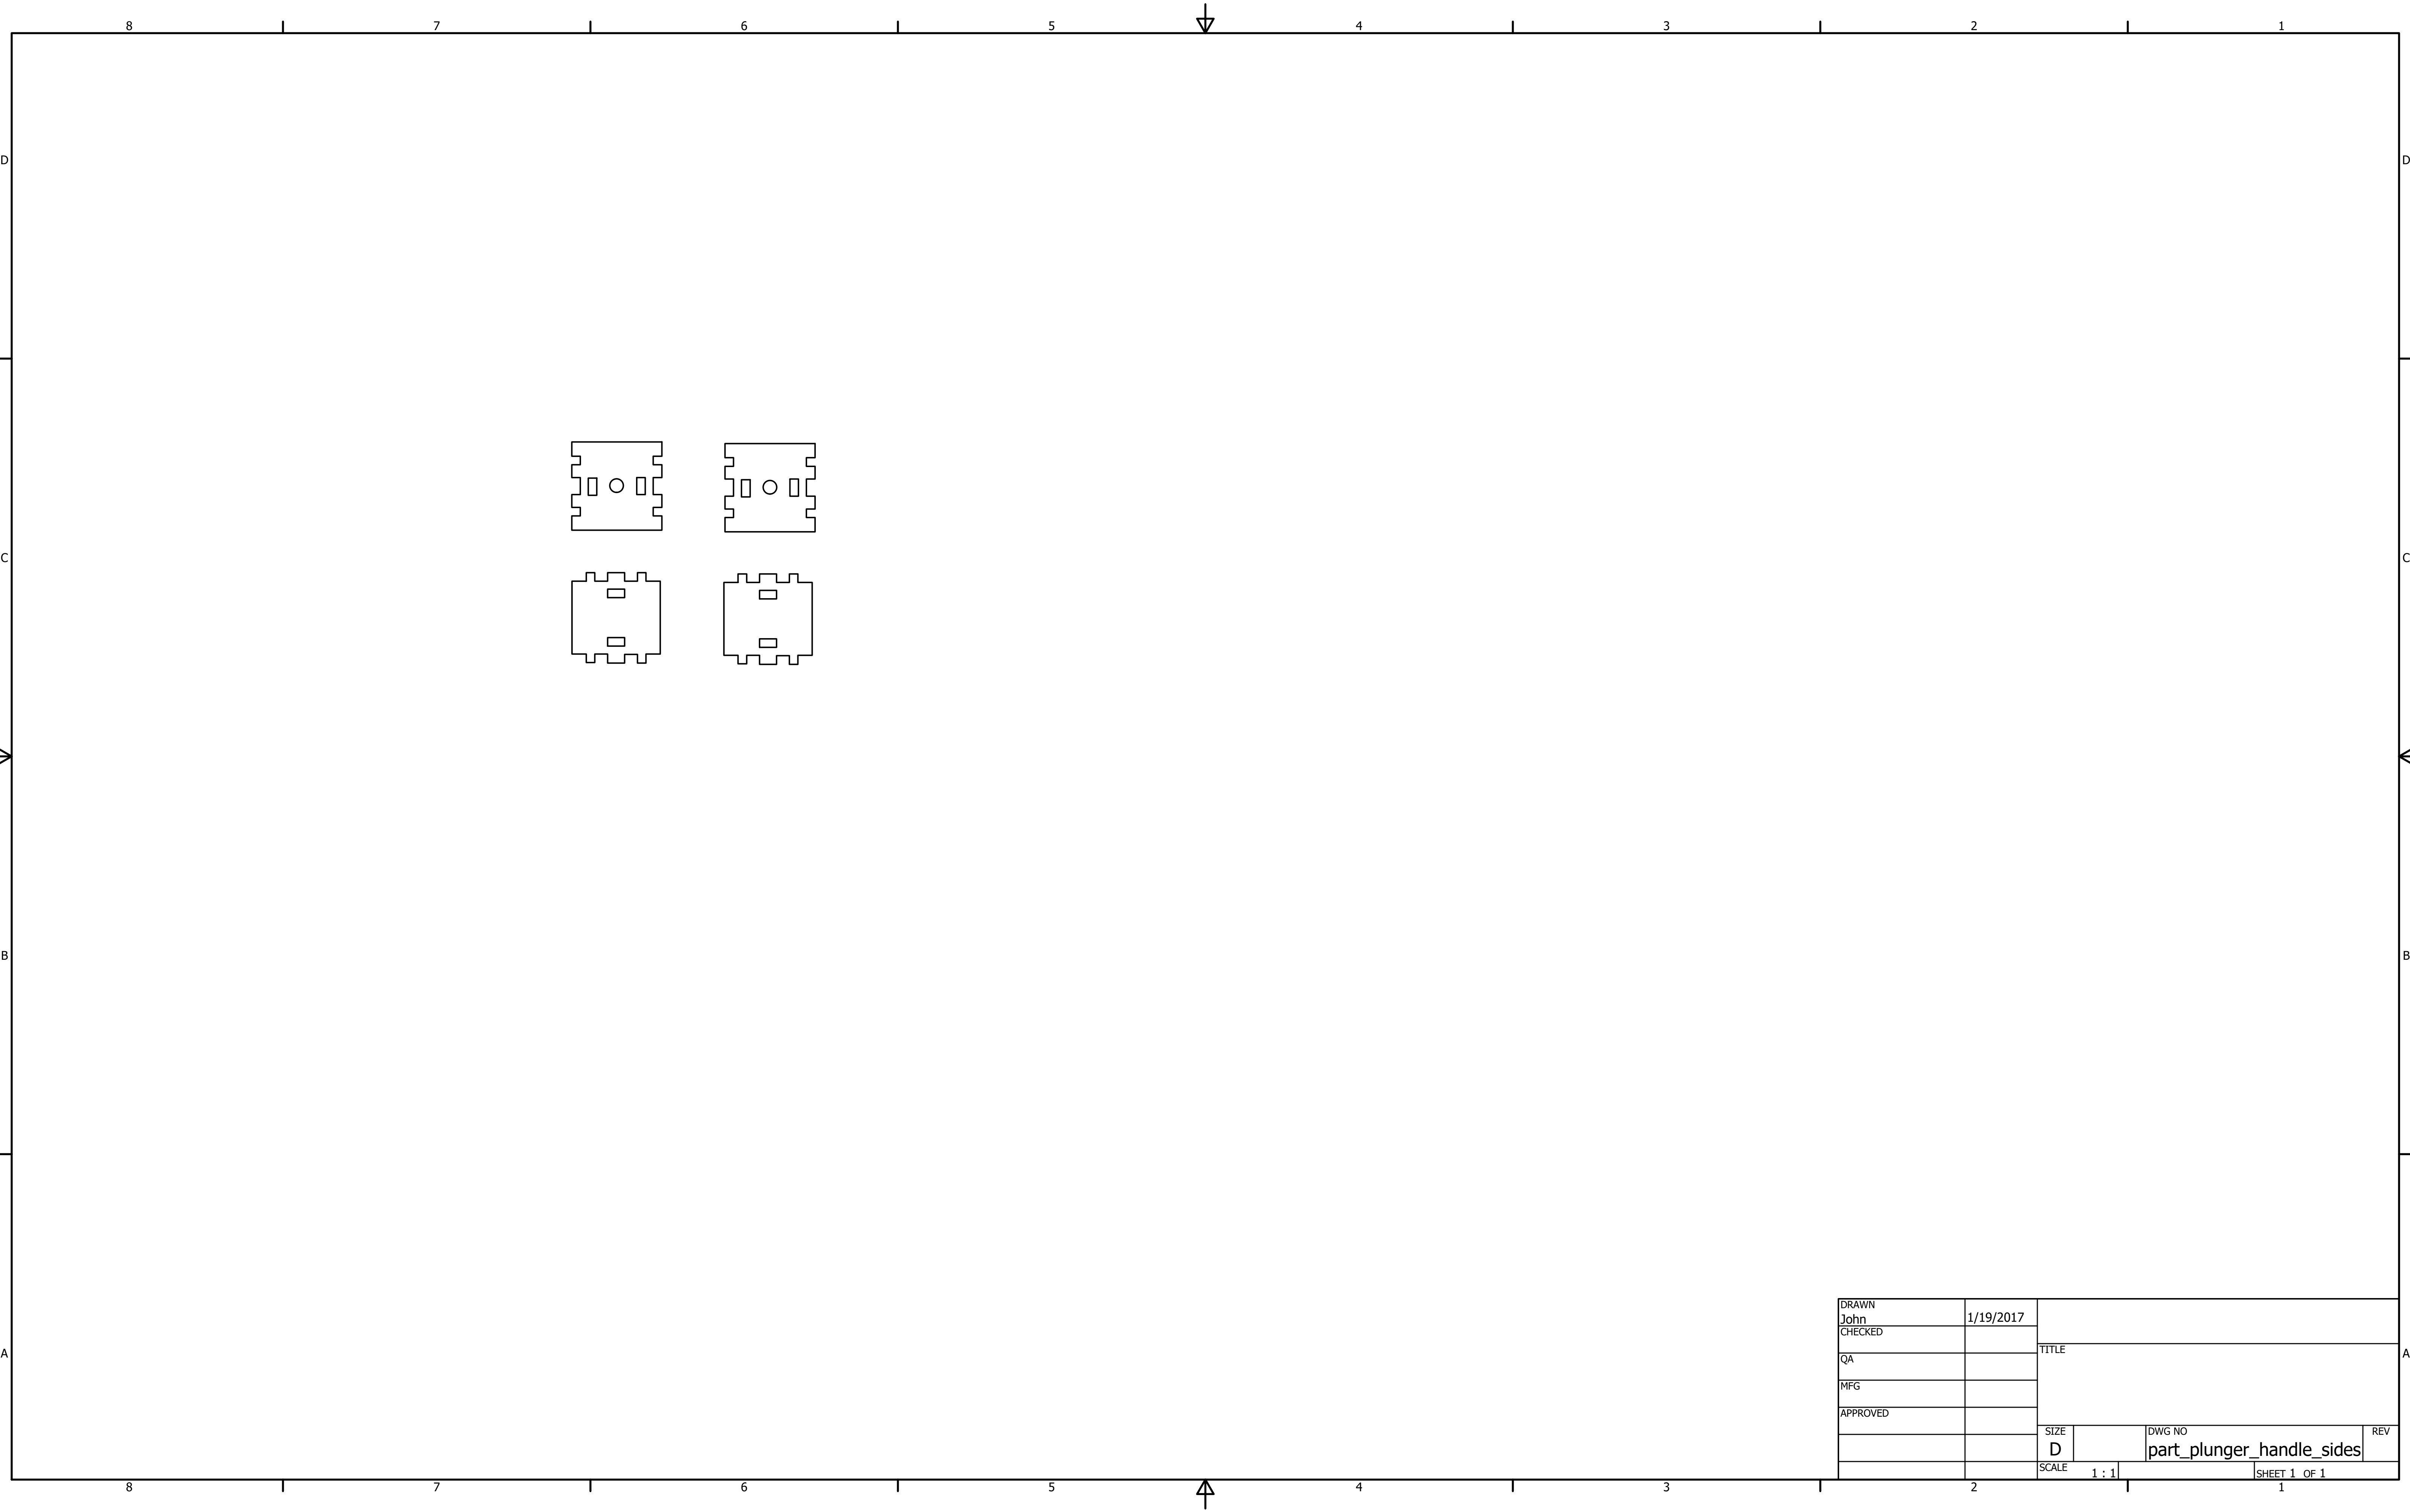 8 7 6 5 4 3 2 1
D D
C C
B B
DRAWN
John 1/19/2017
CHECKED
A TITLE A
QA
MFG
APPROVED
SIZE DWG NO REV
D part_plunger_handle_sides
SCALE 1 : 1 SHEET 1 OF 1
8 7 6 5 4 3 2 1